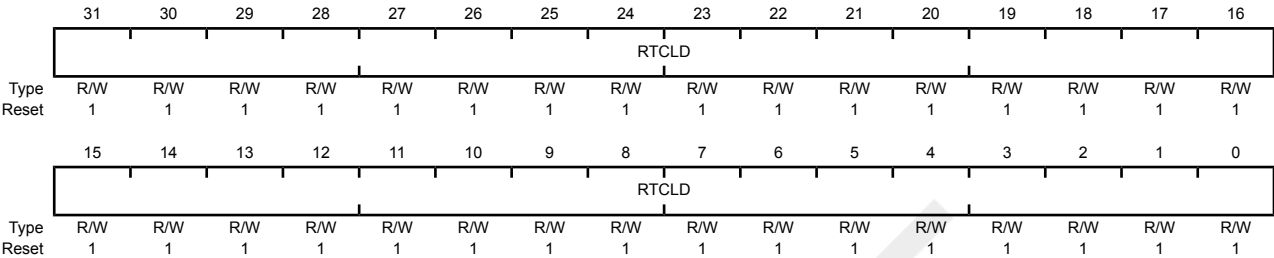 31 30 29 28 27 26 25 24 23 22 21 20 19 18 17 16
RTCLD
Type R/W R/W R/W R/W R/W R/W R/W R/W R/W R/W R/W R/W R/W R/W R/W R/W
Reset 1 1 1 1 1 1 1 1 1 1 1 1 1 1 1 1
15 14 13 12 11 10 9 8 7 6 5 4 3 2 1 0
RTCLD
Type R/W R/W R/W R/W R/W R/W R/W R/W R/W R/W R/W R/W R/W R/W R/W R/W
Reset 1 1 1 1 1 1 1 1 1 1 1 1 1 1 1 1